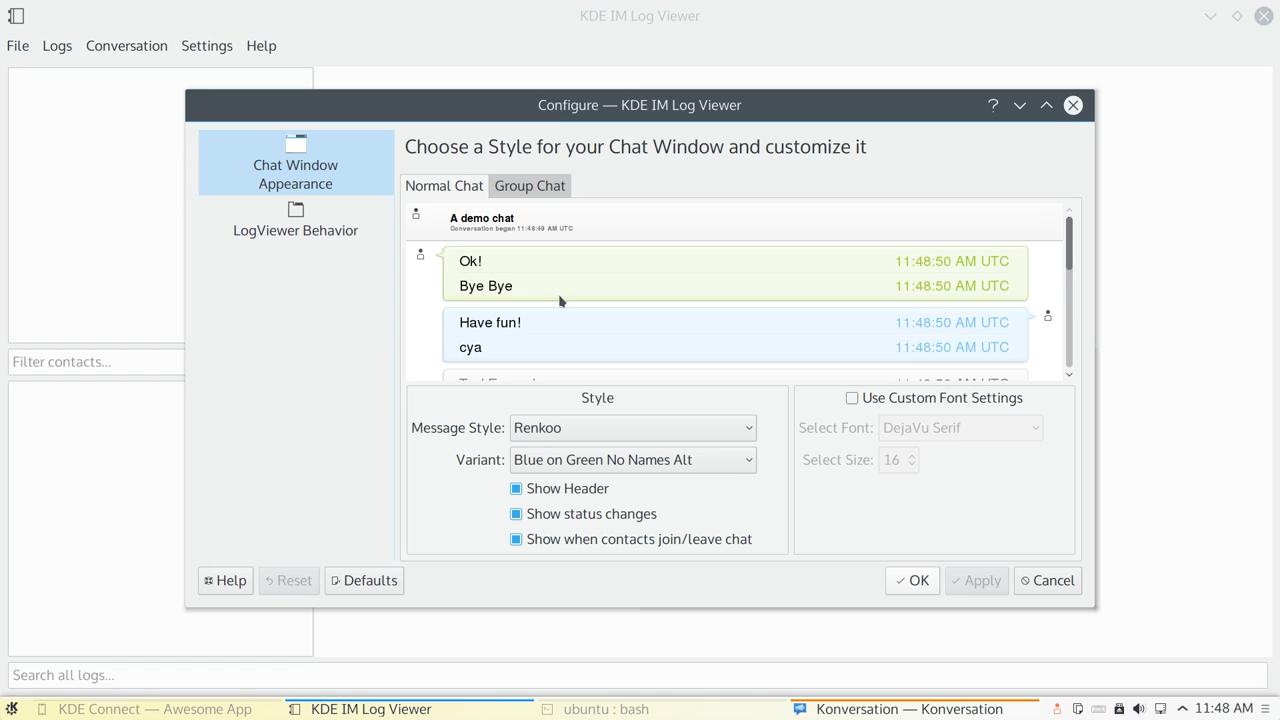 KDE IM Log Viewer
File Logs Conversation Settings Help
Configure — KDE IM Log Viewer
Chat Window
Appearance
LogViewer Behavior
Choose a Style for your Chat Window and customize it
Normal Chat Group Chat
A demo chat
Conversation began 11:48:49 AM UTC
Ok! 11:48:50 AM UTC
Bye Bye 11:48:50 AM UTC
Have fun! 11:48:50 AM UTC
cya 11:48:50 AM UTC
Filter contacts...
Style
Message Style: Renkoo
Variant: Blue on Green No Names Alt
Show Header
Show status changes
Show when contacts join/leave chat
Use Custom Font Settings
Select Font: DejaVu Serif
Select Size: 16
Help Reset Defaults OK Apply Cancel
Search all logs...
KDE Connect — Awesome App KDE IM Log Viewer ubuntu : bash Konversation — Konversation 11:48 AM